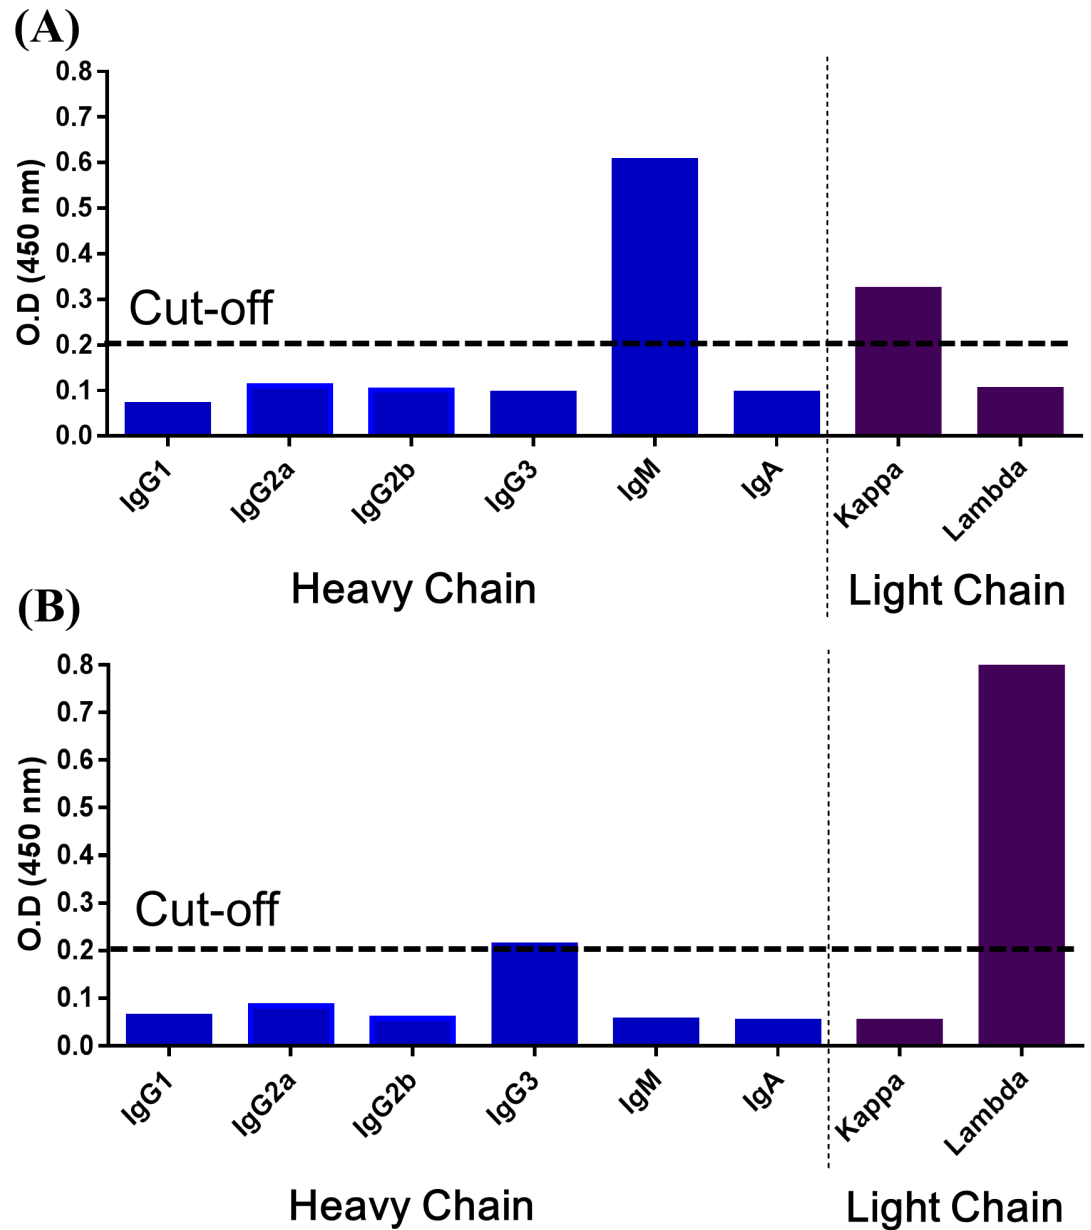 (A)
O.D (450 nm)
0.8
0.7
0.6
0.5
0.4
0.3
0.2
0.1
0.0
Cut-off
IgG1
IgG2a
IgG2b
IgG3
IgM
IgA
Kappa
Lambda
Heavy Chain
Light Chain
(B)
O.D (450 nm)
0.8
0.7
0.6
0.5
0.4
0.3
0.2
0.1
0.0
Cut-off
IgG1
IgG2a
IgG2b
IgG3
IgM
IgA
Kappa
Lambda
Heavy Chain
Light Chain